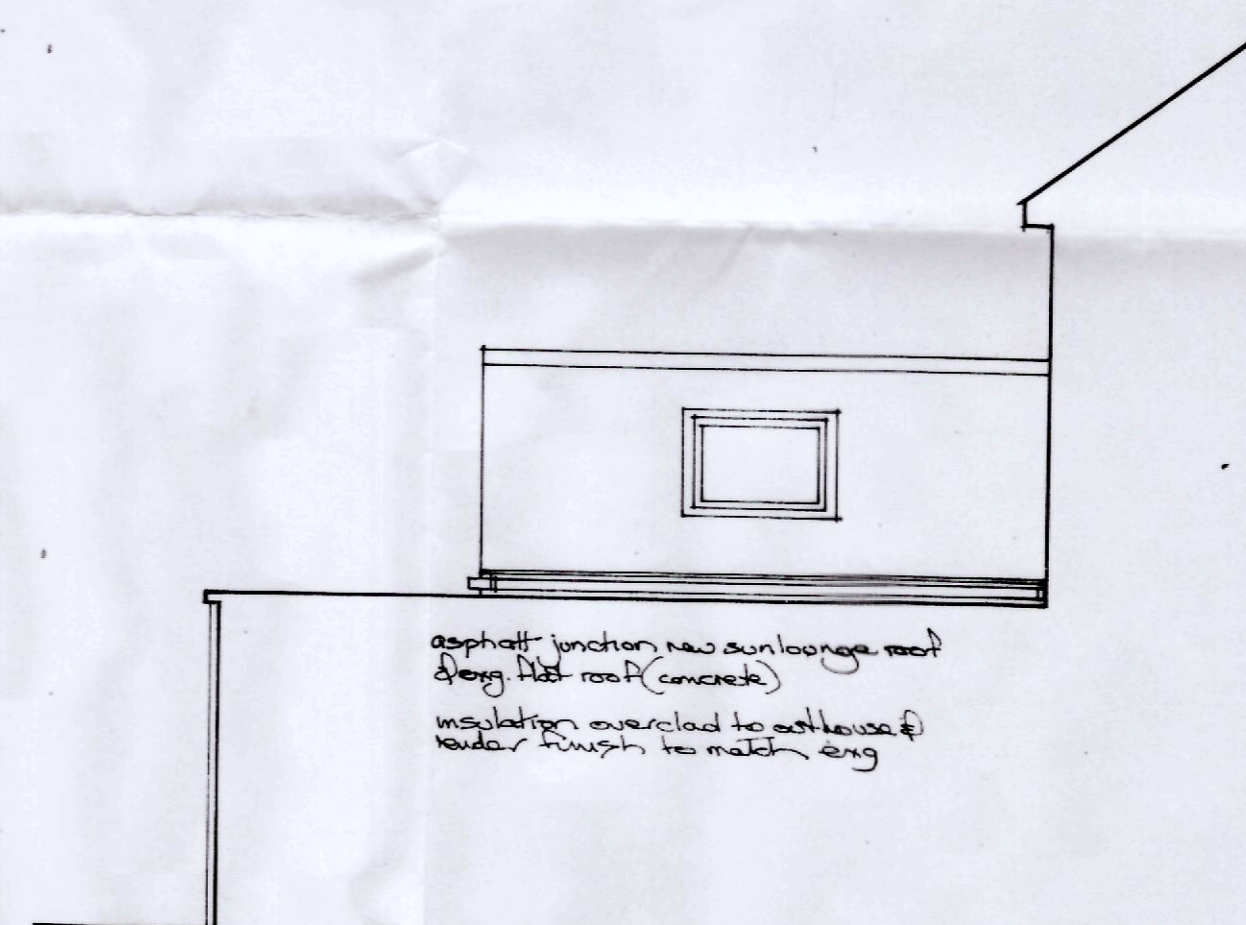 asphalt junction new sunlounge roof
& exg. flat roof (concrete)
insulation overclad to outhouse &
render finish to match exg